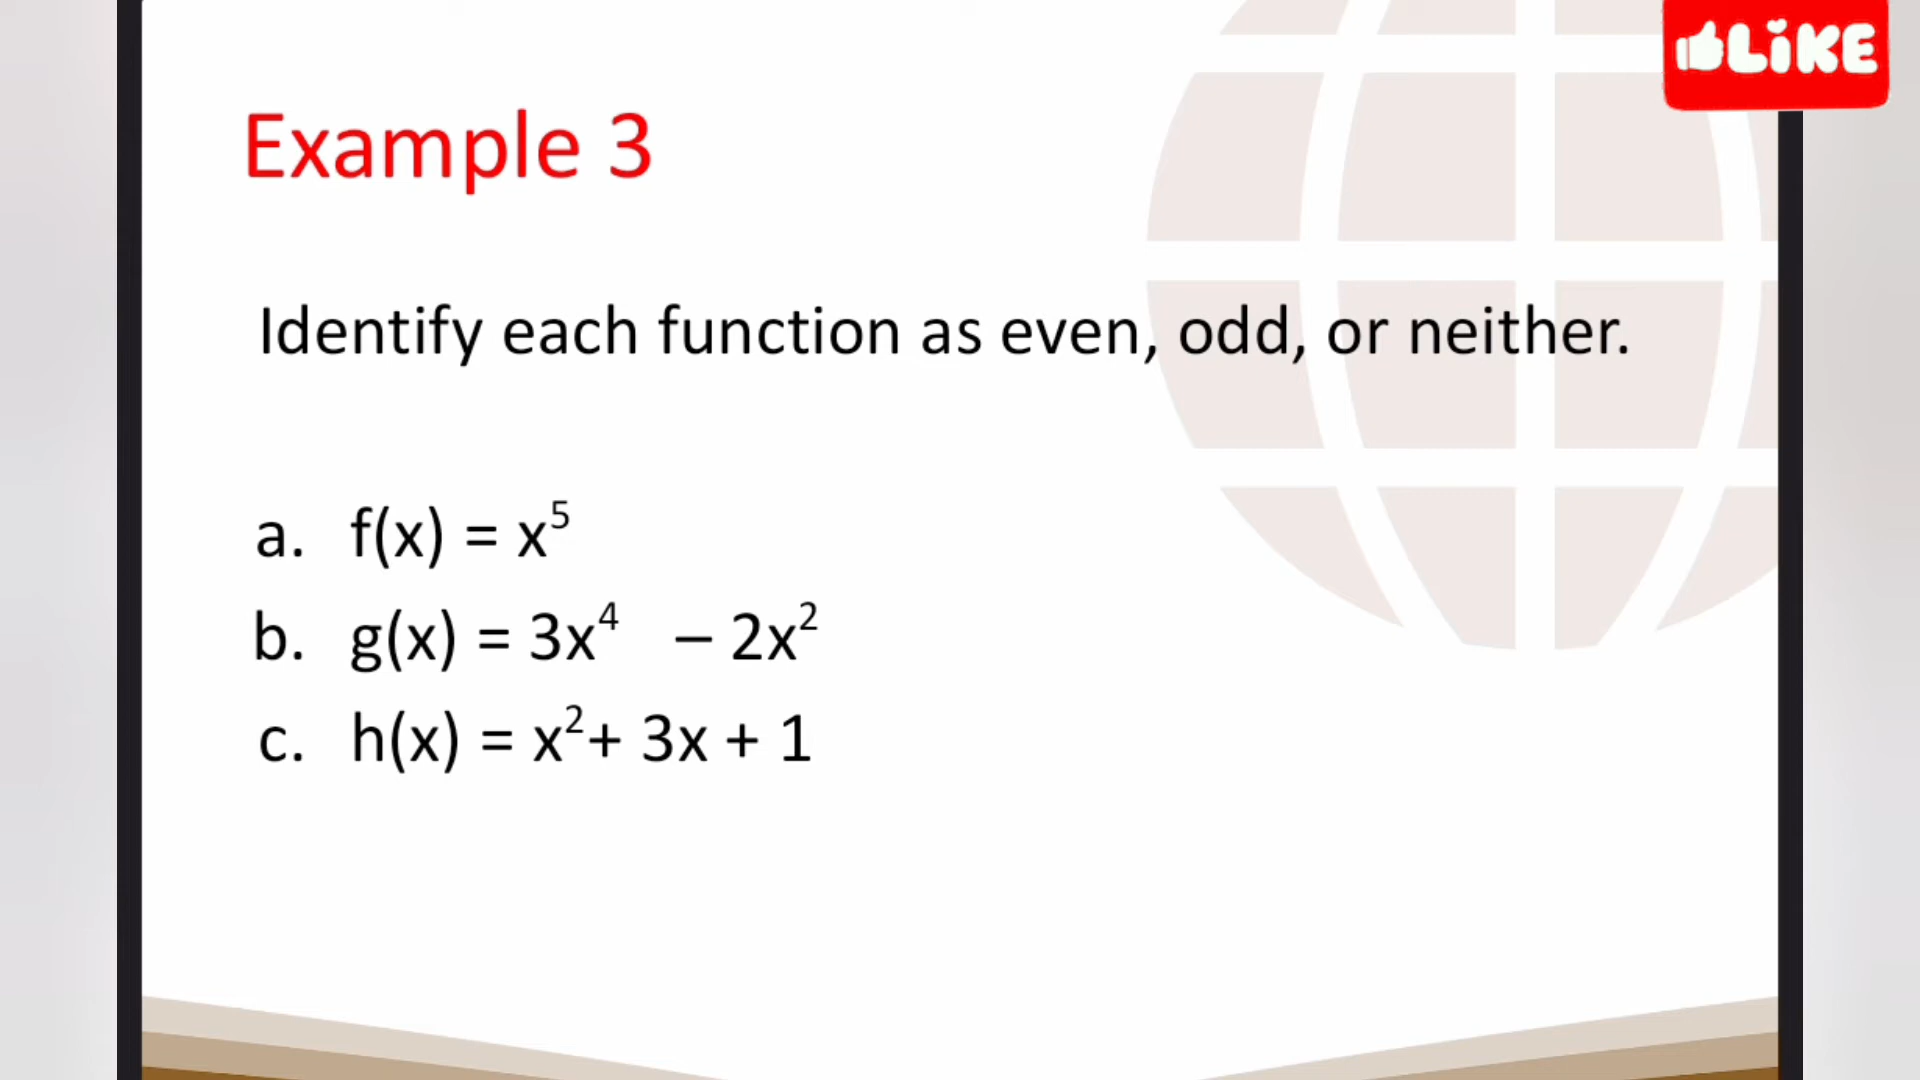 LiKE
Example 3
Identify each function as even, odd, or neither.
a. f(x) = x⁵
b. g(x) = 3x⁴ – 2x²
c. h(x) = x²+ 3x + 1